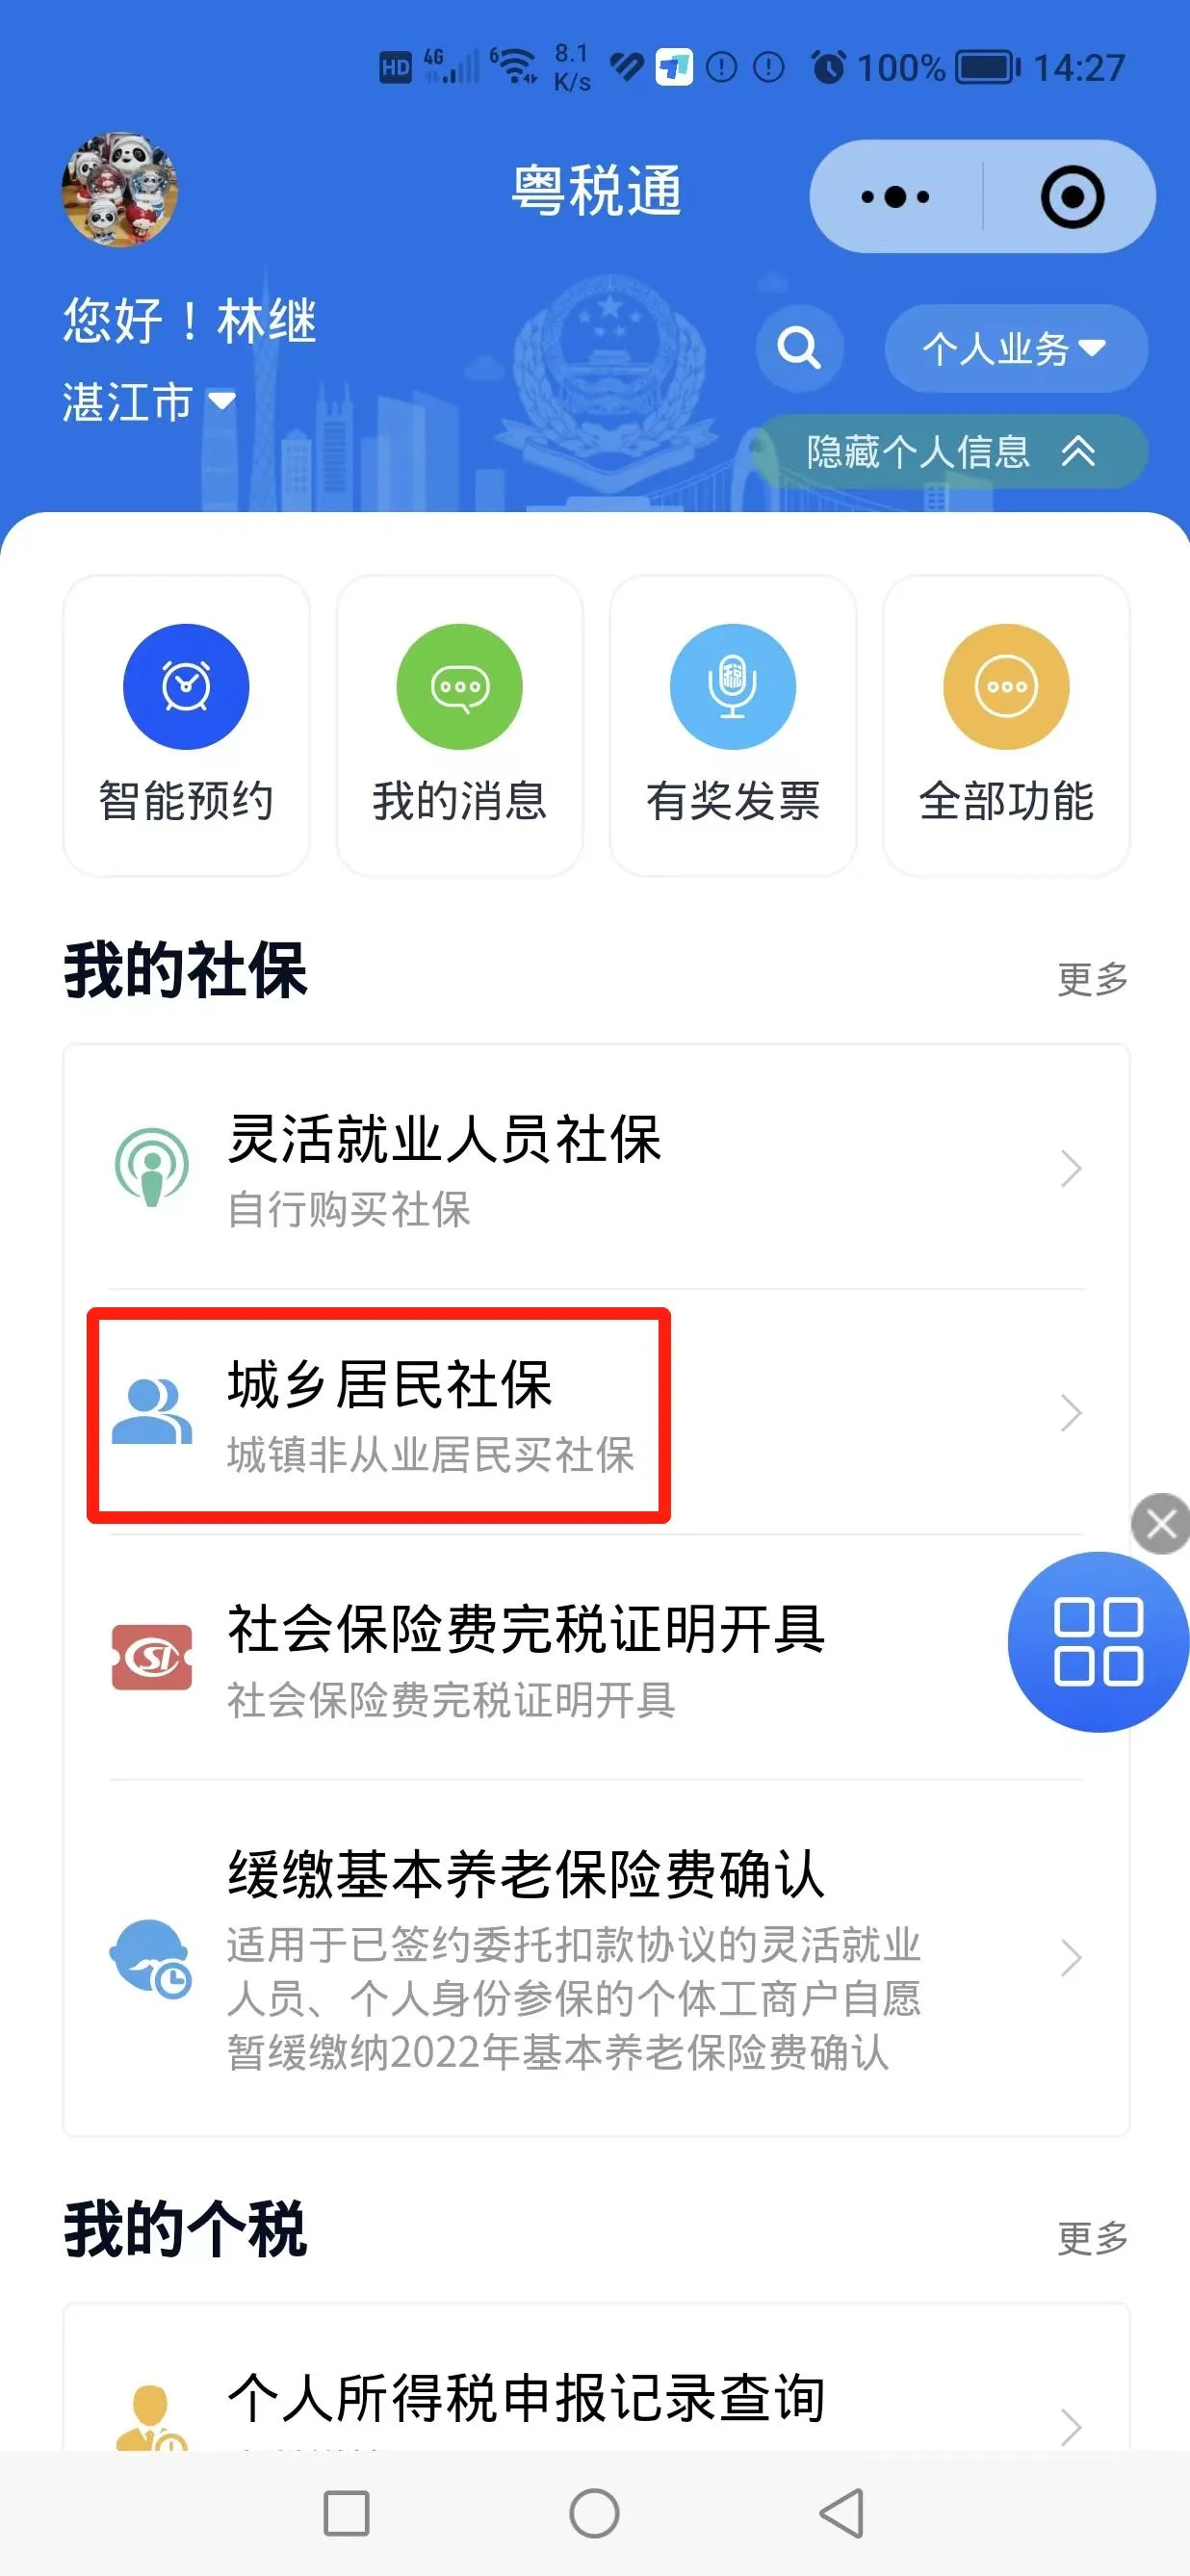 HD 4G 6 8.1 K/s 100% 14:27
粤税通
您好！林继
湛江市
个人业务
隐藏个人信息
智能预约 我的消息 有奖发票 全部功能
我的社保 更多
灵活就业人员社保
自行购买社保
城乡居民社保
城镇非从业居民买社保
社会保险费完税证明开具
社会保险费完税证明开具
缓缴基本养老保险费确认
适用于已签约委托扣款协议的灵活就业
人员、个人身份参保的个体工商户自愿
暂缓缴纳2022年基本养老保险费确认
我的个税 更多
个人所得税申报记录查询